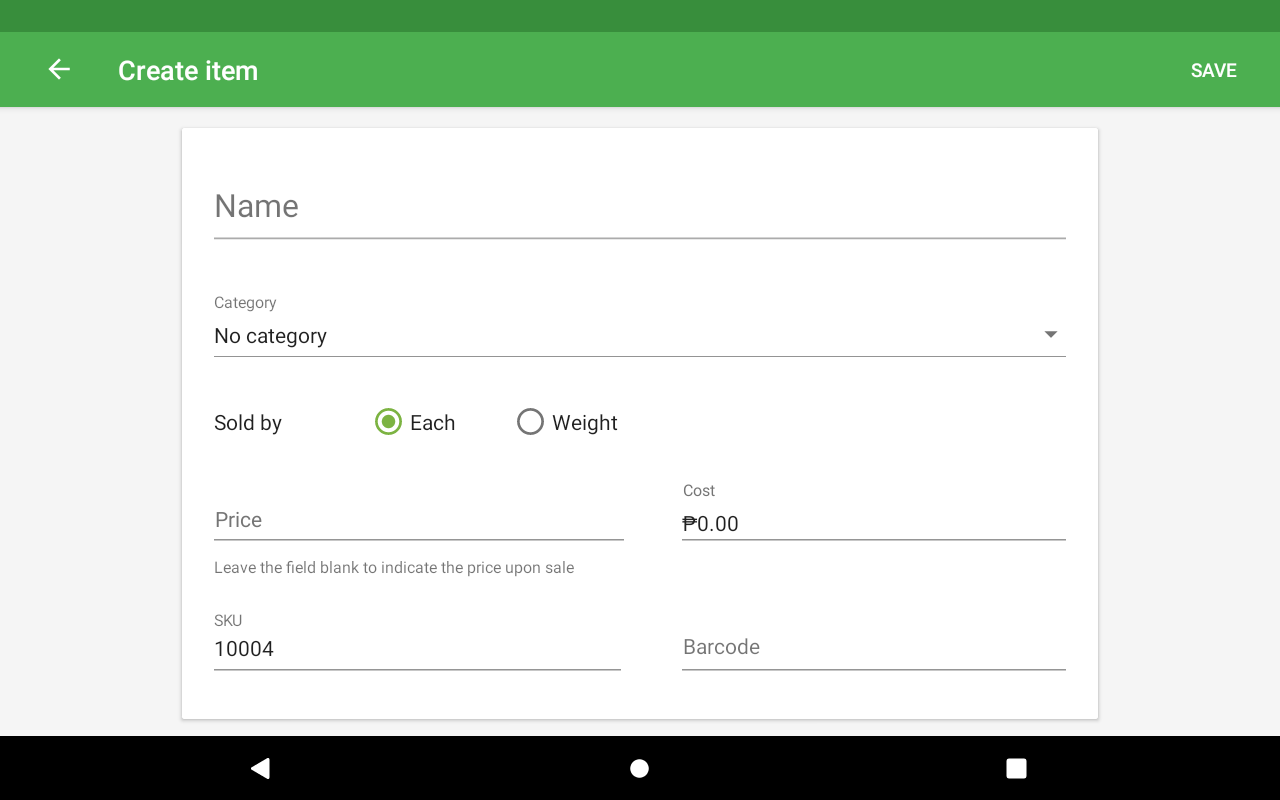 Create item
SAVE
Name
Category
No category
Sold by Each Weight
Cost
Price ₱0.00
Leave the field blank to indicate the price upon sale
SKU
10004 Barcode